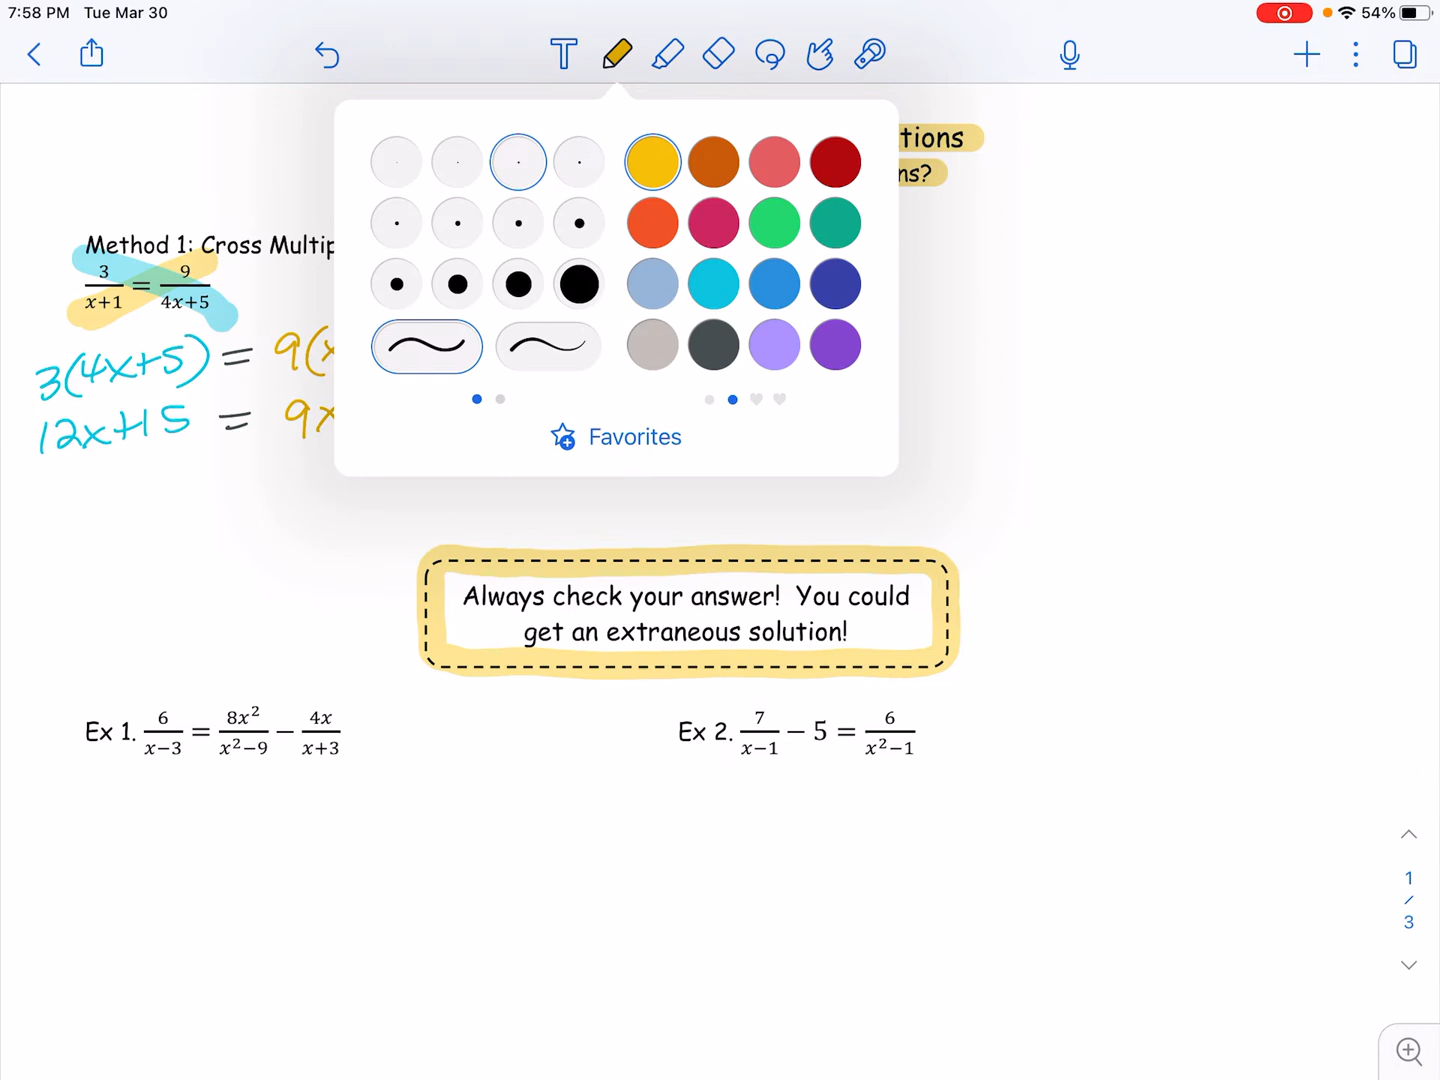 7:58 PM Tue Mar 30
54%
tions
ns?
Method 1: Cross Multip
3/(x+1) = 9/(4x+5)
3(4x+5) = 9(x
12x+15 = 9x
Favorites
Always check your answer! You could
get an extraneous solution!
Ex 1. 6/(x−3) = 8x²/(x²−9) − 4x/(x+3)
Ex 2. 7/(x−1) − 5 = 6/(x²−1)
1
/
3